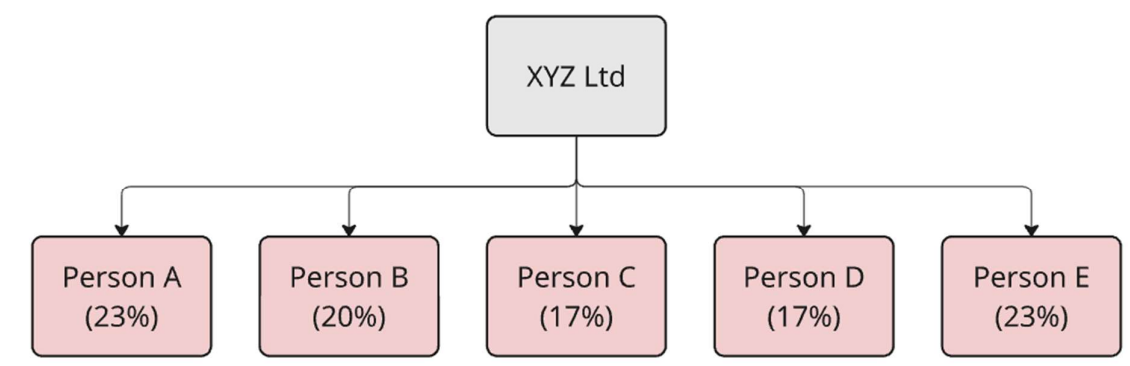 XYZ Ltd
Person A
(23%)
Person B
(20%)
Person C
(17%)
Person D
(17%)
Person E
(23%)